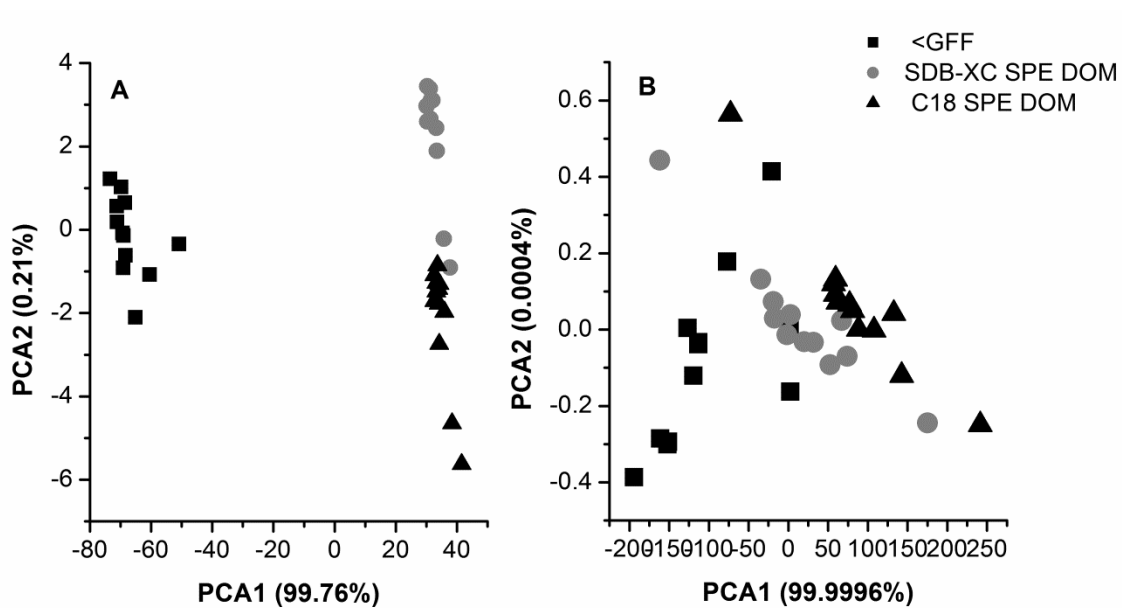 <GFF
SDB-XC SPE DOM
C18 SPE DOM
A
4
2
0
-2
-4
-6
PCA2 (0.21%)
-80 -60 -40 -20 0 20 40
PCA1 (99.76%)
B
0.6
0.4
0.2
0.0
-0.2
-0.4
PCA2 (0.0004%)
-200-150-100-50 0 50 100150200250
PCA1 (99.9996%)